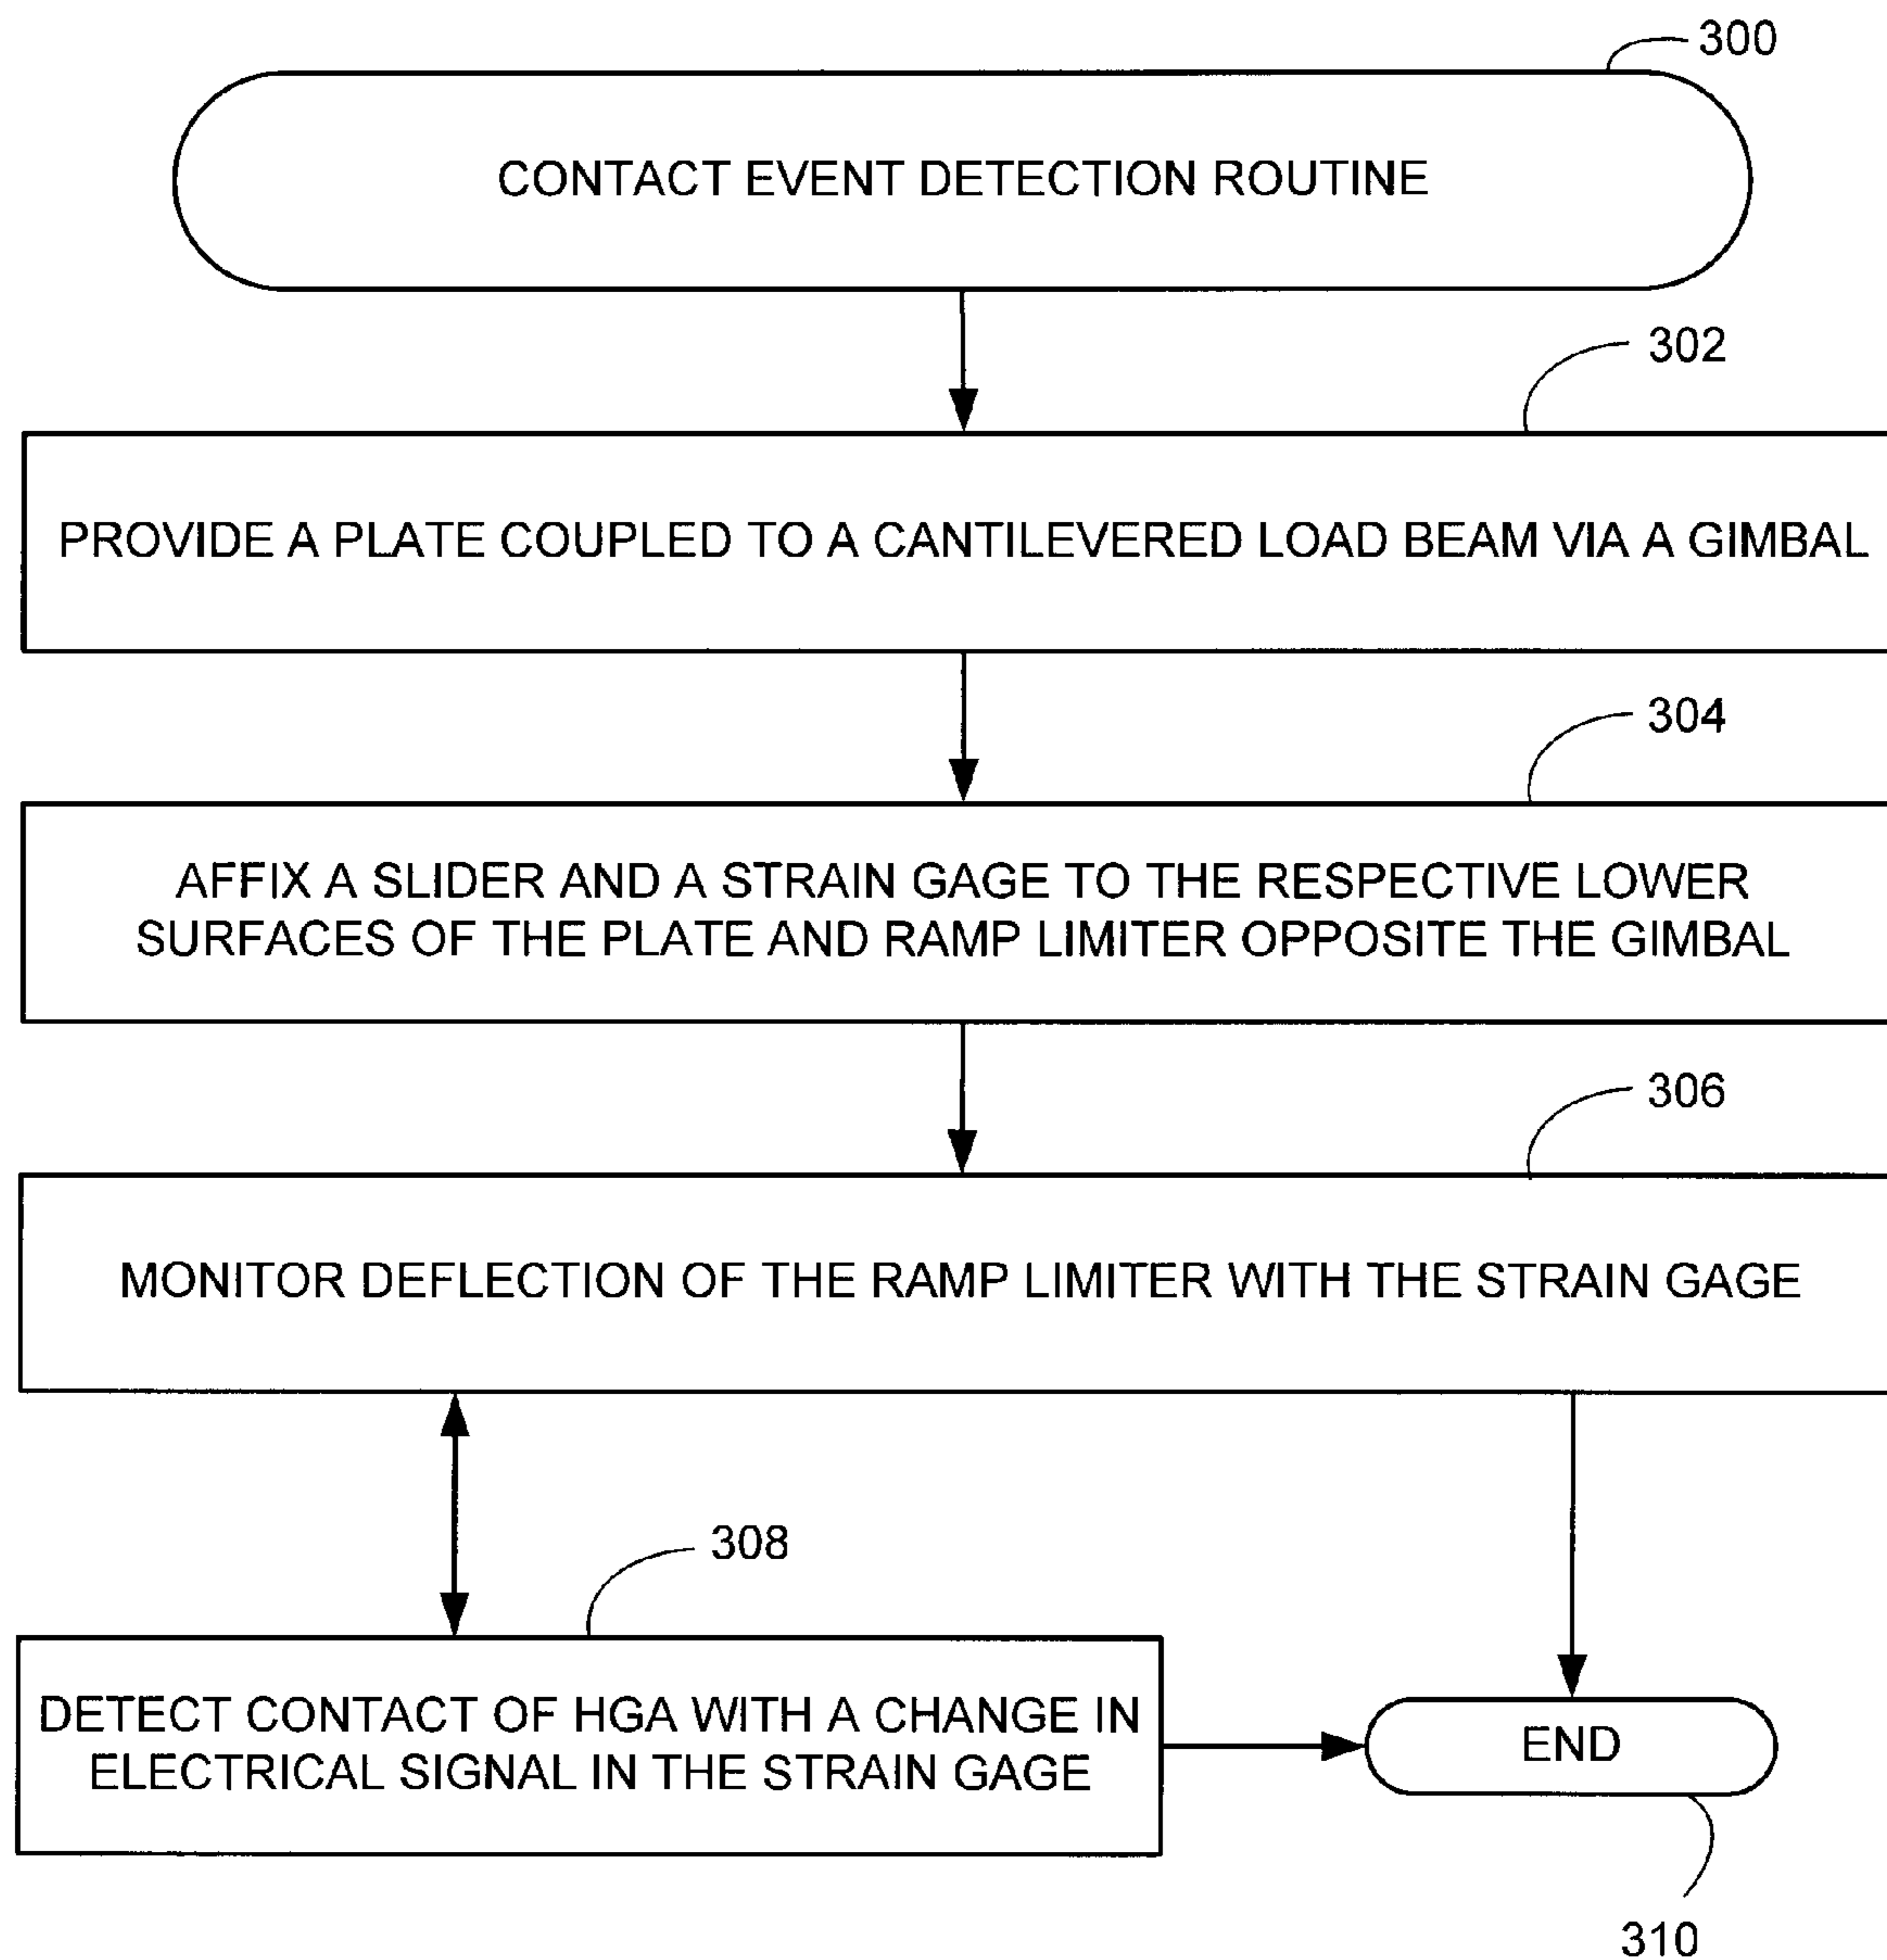 300
CONTACT EVENT DETECTION ROUTINE
302
PROVIDE A PLATE COUPLED TO A CANTILEVERED LOAD BEAM VIA A GIMBAL
304
AFFIX A SLIDER AND A STRAIN GAGE TO THE RESPECTIVE LOWER
SURFACES OF THE PLATE AND RAMP LIMITER OPPOSITE THE GIMBAL
306
MONITOR DEFLECTION OF THE RAMP LIMITER WITH THE STRAIN GAGE
308
DETECT CONTACT OF HGA WITH A CHANGE IN
ELECTRICAL SIGNAL IN THE STRAIN GAGE
END
310